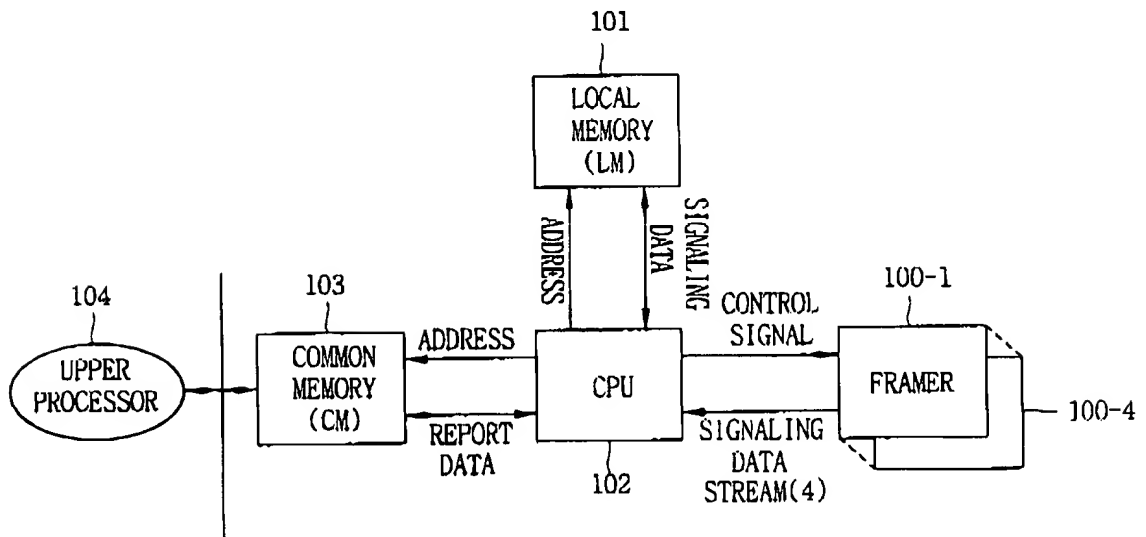 101
LOCAL
MEMORY
(LM)
ADDRESS
SIGNALING
DATA
104
UPPER
PROCESSOR
103
COMMON
MEMORY
(CM)
ADDRESS
REPORT
DATA
CPU
102
CONTROL
SIGNAL
SIGNALING
DATA
STREAM(4)
100-1
FRAMER
100-4